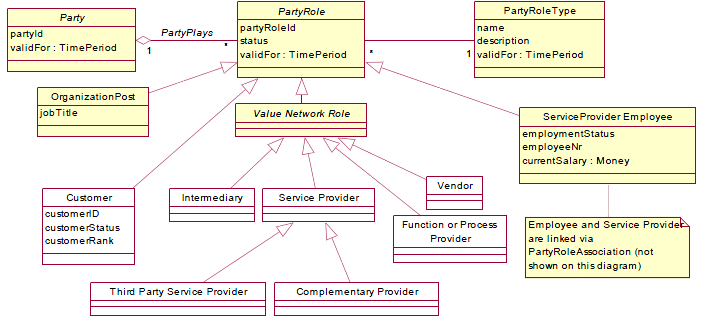 Party
partyId
validFor : TimePeriod
PartyPlays
1
*
PartyRole
partyRoleId
status
validFor : TimePeriod
*
1
PartyRoleType
name
description
validFor : TimePeriod
OrganizationPost
jobTitle
Value Network Role
ServiceProvider Employee
employmentStatus
employeeNr
currentSalary : Money
Customer
customerID
customerStatus
customerRank
Intermediary
Service Provider
Vendor
Function or Process
Provider
Employee and Service Provider
are linked via
PartyRoleAssociation (not
shown on this diagram)
Third Party Service Provider
Complementary Provider